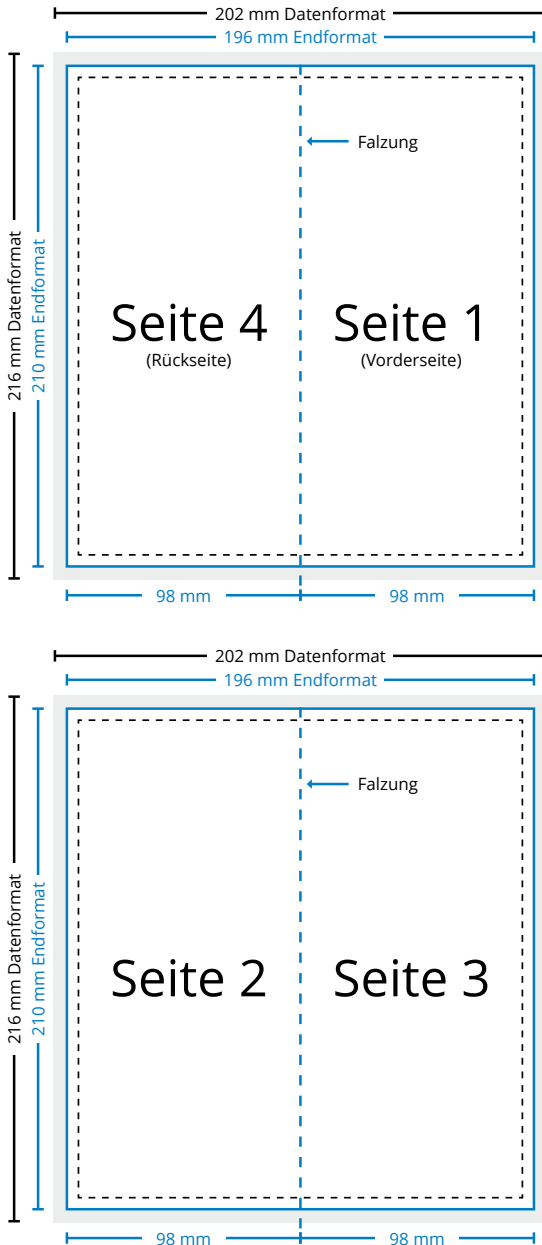 202 mm Datenformat
196 mm Endformat
216 mm Datenformat
210 mm Endformat
Falzung
Seite 4
(Rückseite)
Seite 1
(Vorderseite)
98 mm
98 mm
202 mm Datenformat
196 mm Endformat
216 mm Datenformat
210 mm Endformat
Falzung
Seite 2
Seite 3
98 mm
98 mm